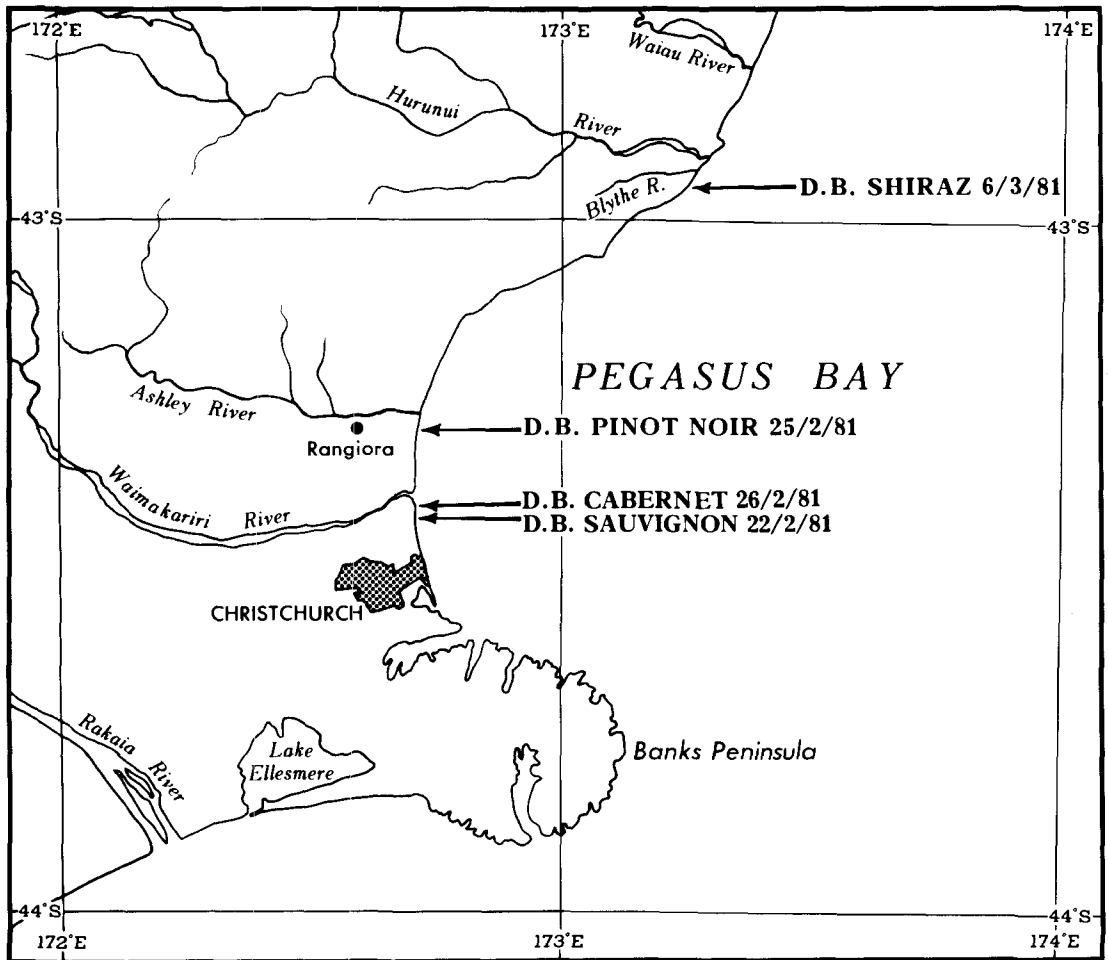 172°E
173°E
174°E
Waiau River
Hurunui
River
Blythe R.
D.B. SHIRAZ 6/3/81
43°S
43°S
PEGASUS BAY
Ashley River
Rangiora
D.B. PINOT NOIR 25/2/81
Waimakariri
River
D.B. CABERNET 26/2/81
D.B. SAUVIGNON 22/2/81
CHRISTCHURCH
Rakaia
River
Lake
Ellesmere
Banks Peninsula
44°S
44°S
172°E
173°E
174°E